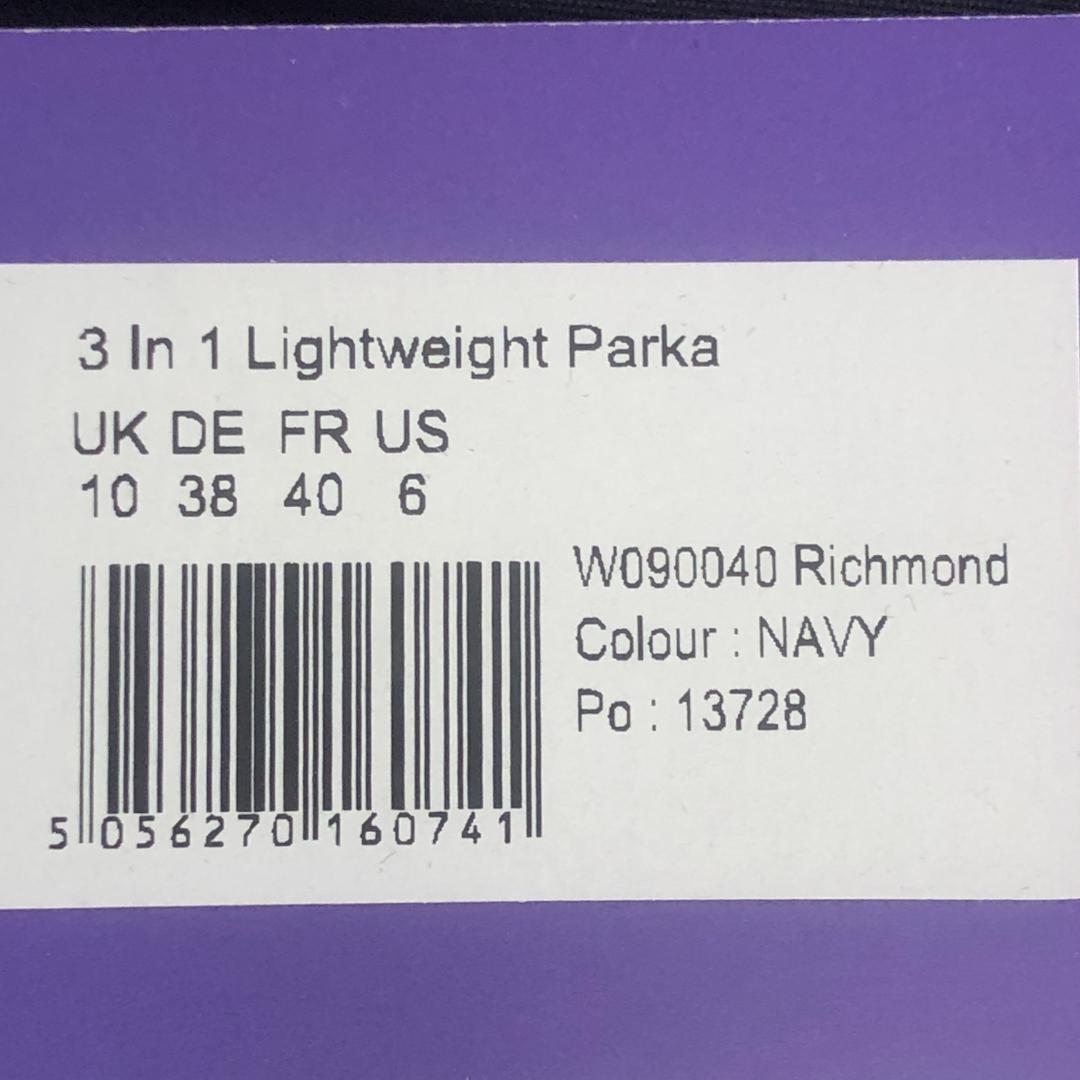 3 In 1 Lightweight Parka
UK DE FR US
10 38 40 6
W090040 Richmond
Colour : NAVY
Po : 13728
5 056270 160741